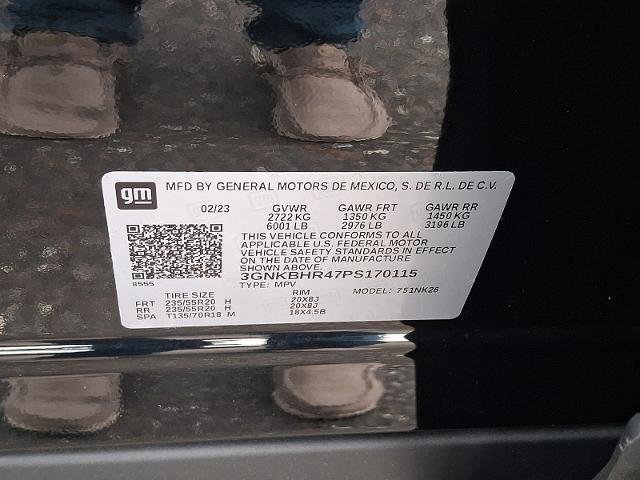 gm MFD BY GENERAL MOTORS DE MEXICO, S. DE R.L. DE C.V.
02/23 GVWR GAWR FRT GAWR RR
2722 KG 1350 KG 1450 KG
6001 LB 2976 LB 3196 LB
THIS VEHICLE CONFORMS TO ALL
APPLICABLE U.S. FEDERAL MOTOR
VEHICLE SAFETY STANDARDS IN EFFECT
ON THE DATE OF MANUFACTURE
SHOWN ABOVE.
3GNKBHR47PS170115
8555 TYPE: MPV MODEL: 751NK26
TIRE SIZE RIM
FRT 235/55R20 H 20X8J
RR 235/55R20 H 20X8J
SPA T135/70R18 M 18X4.5B